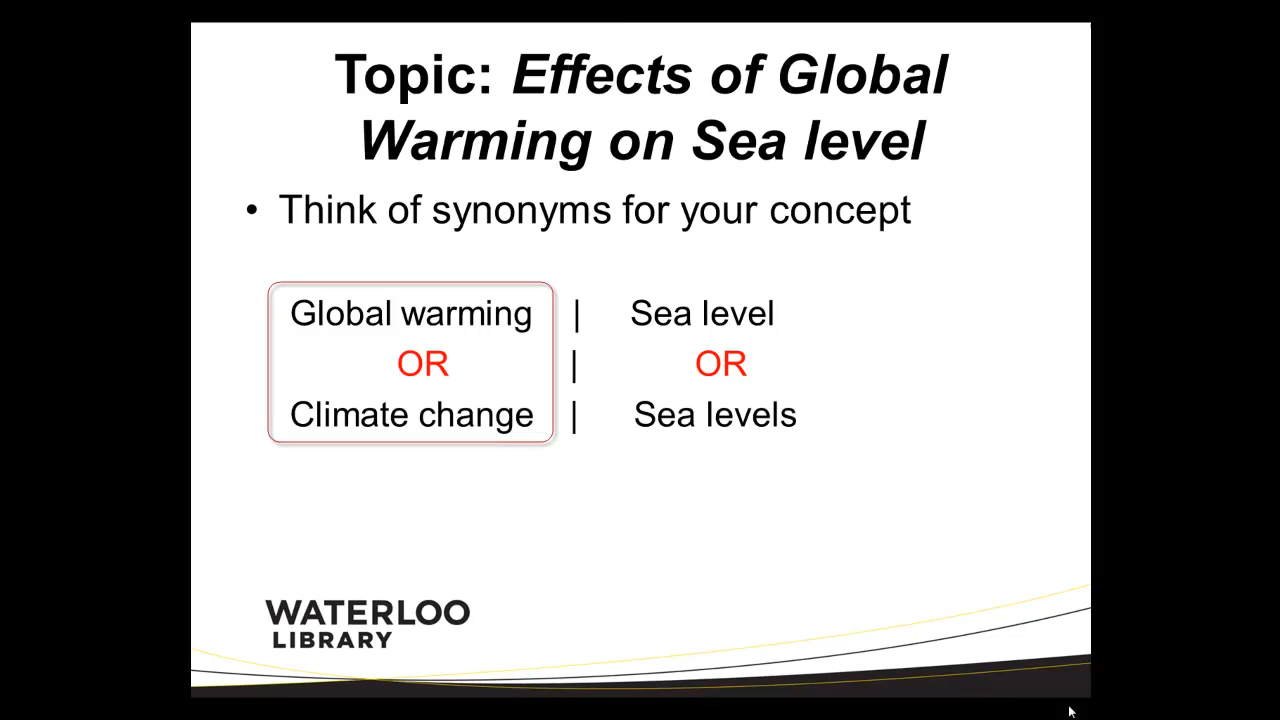 Topic: Effects of Global
Warming on Sea level
• Think of synonyms for your concept
Global warming | Sea level
OR | OR
Climate change | Sea levels
WATERLOO
LIBRARY